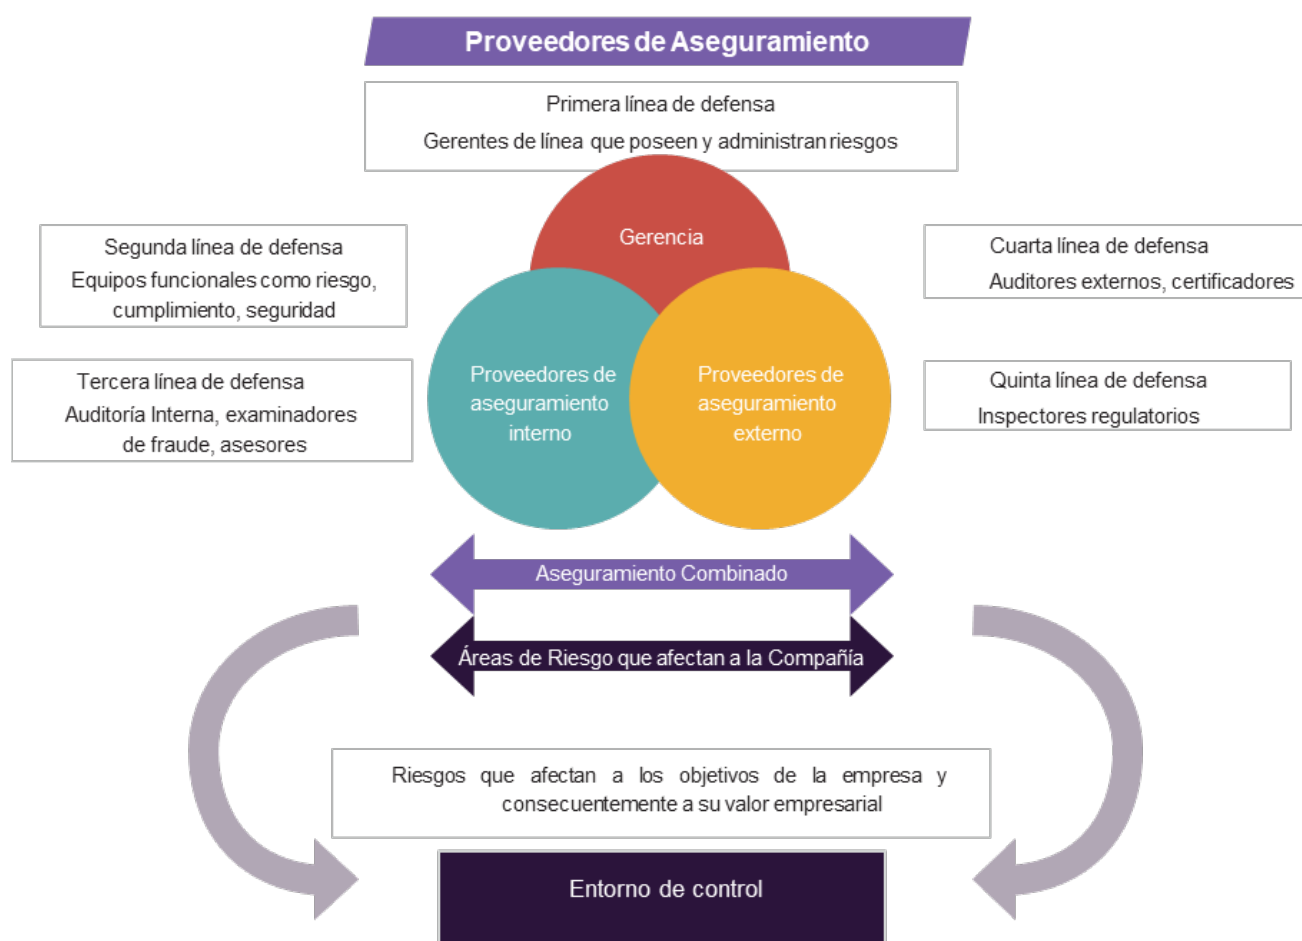 Proveedores de Aseguramiento
Primera línea de defensa
Gerentes de línea que poseen y administran riesgos
Gerencia
Segunda línea de defensa
Equipos funcionales como riesgo,
cumplimiento, seguridad
Cuarta línea de defensa
Auditores externos, certificadores
Tercera línea de defensa
Auditoría Interna, examinadores
de fraude, asesores
Proveedores de
aseguramiento
interno
Proveedores de
aseguramiento
externo
Quinta línea de defensa
Inspectores regulatorios
Aseguramiento Combinado
Áreas de Riesgo que afectan a la Compañía
Riesgos que afectan a los objetivos de la empresa y
consecuentemente a su valor empresarial
Entorno de control